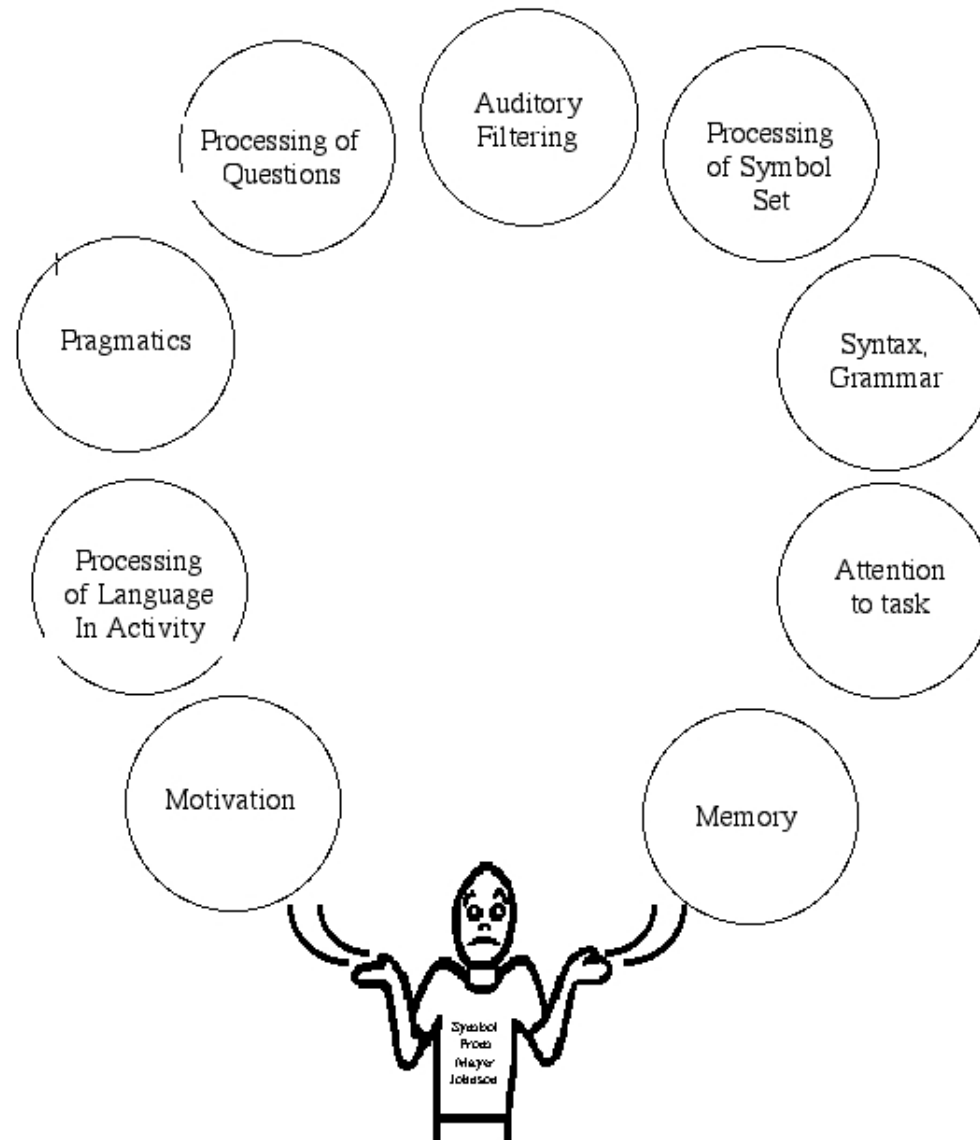 Auditory
Filtering
Processing of
Questions
Processing
of Symbol
Set
Pragmatics
Syntax,
Grammar
Processing
of Language
In Activity
Attention
to task
Motivation
Memory
Symbol
From
Mayer
Johnson